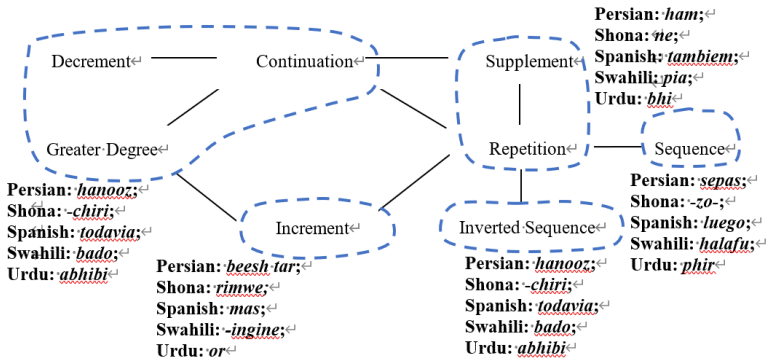 Persian: ham;
Shona: ne;
Spanish: tambiem;
Swahili: pia;
Urdu: bhi
Decrement
Continuation
Supplement
Greater Degree
Repetition
Sequence
Persian: hanooz;
Shona: -chiri;
Spanish: todavia;
Swahili: bado;
Urdu: abhibi
Increment
Inverted Sequence
Persian: sepas;
Shona: -zo-;
Spanish: luego;
Swahili: halafu;
Urdu: phir
Persian: beesh tar;
Shona: rimwe;
Spanish: mas;
Swahili: -ingine;
Urdu: or
Persian: hanooz;
Shona: -chiri;
Spanish: todavia;
Swahili: bado;
Urdu: abhibi